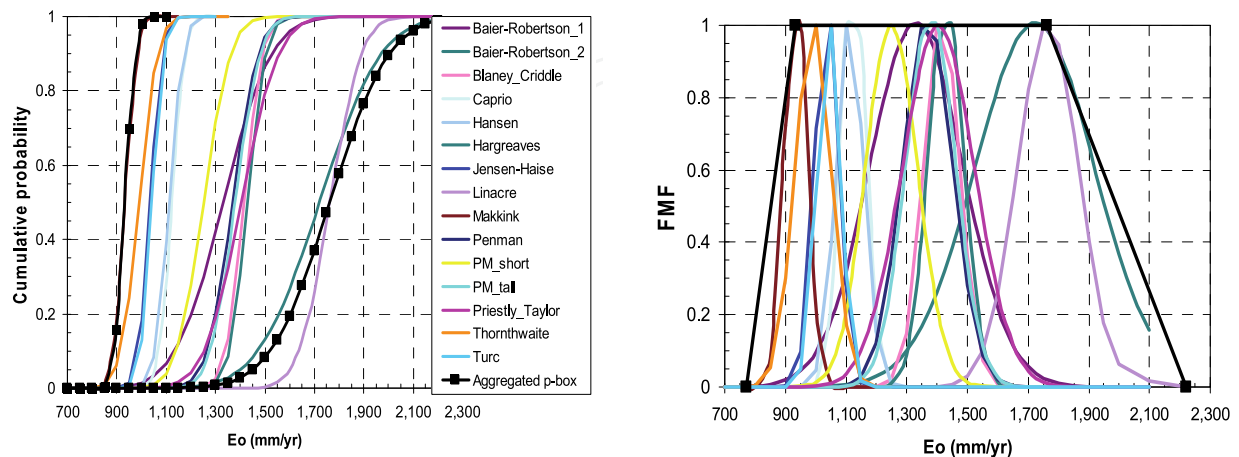 Cumulative probability
1
0.8
0.6
0.4
0.2
0
700 900 1,100 1,300 1,500 1,700 1,900 2,100 2,300
Eo (mm/yr)
Baier-Robertson_1
Baier-Robertson_2
Blaney_Criddle
Caprio
Hansen
Hargreaves
Jensen-Haise
Linacre
Makkink
Penman
PM_short
PM_tall
Priestly_Taylor
Thornthwaite
Turc
Aggregated p-box
FMF
1
0.8
0.6
0.4
0.2
0
700 900 1,100 1,300 1,500 1,700 1,900 2,100 2,300
Eo (mm/yr)